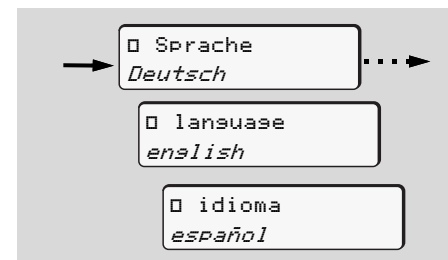 □ Sprache
Deutsch
□ language
english
□ idioma
español